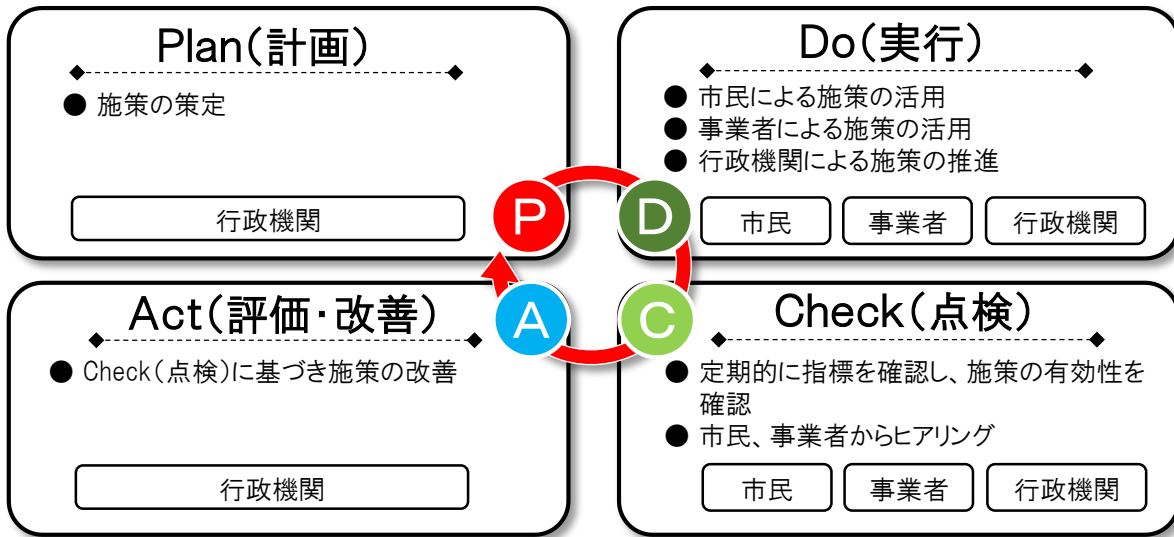 Plan(計画)
● 施策の策定
行政機関
Do(実行)
● 市民による施策の活用
● 事業者による施策の活用
● 行政機関による施策の推進
市民
事業者
行政機関
P
D
A
C
Act(評価・改善)
● Check(点検)に基づき施策の改善
行政機関
Check(点検)
● 定期的に指標を確認し、施策の有効性を
確認
● 市民、事業者からヒアリング
市民
事業者
行政機関